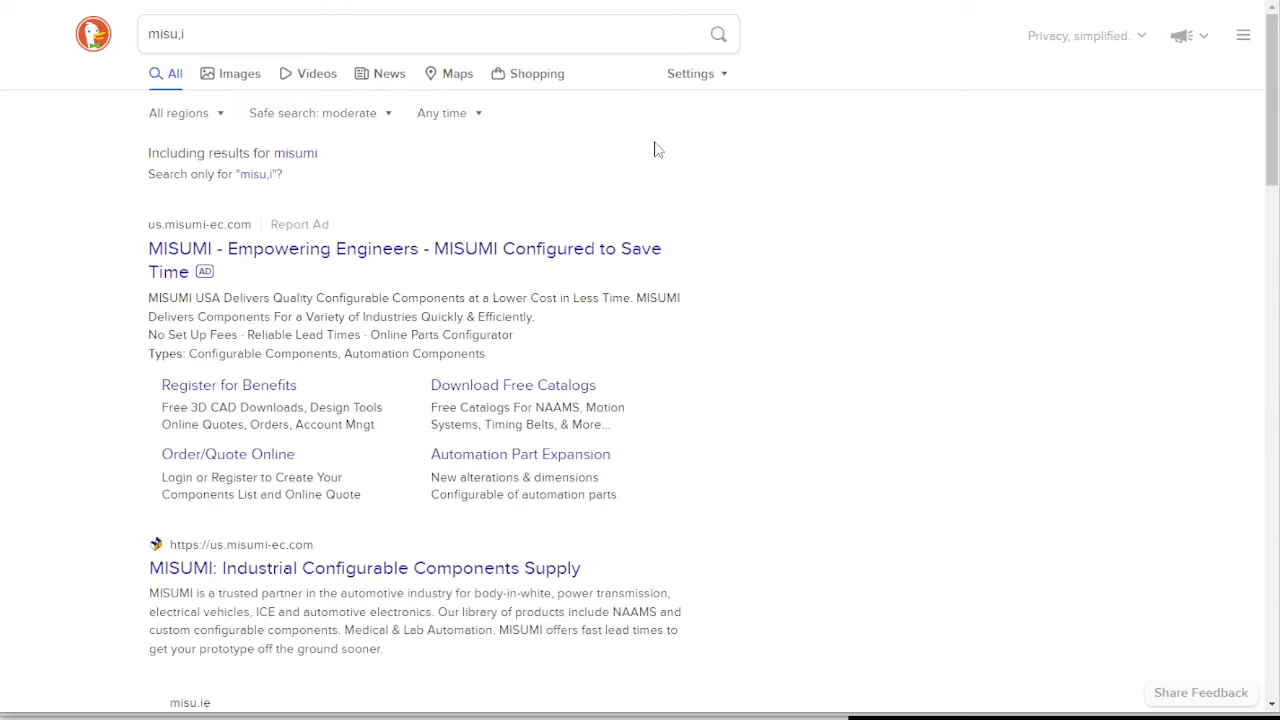 misu,i
Privacy, simplified.
All Images Videos News Maps Shopping Settings
All regions Safe search: moderate Any time
Including results for misumi
Search only for "misu,i"?
us.misumi-ec.com Report Ad
MISUMI - Empowering Engineers - MISUMI Configured to Save
Time AD
MISUMI USA Delivers Quality Configurable Components at a Lower Cost in Less Time. MISUMI
Delivers Components For a Variety of Industries Quickly & Efficiently.
No Set Up Fees · Reliable Lead Times · Online Parts Configurator
Types: Configurable Components, Automation Components
Register for Benefits
Free 3D CAD Downloads, Design Tools
Online Quotes, Orders, Account Mngt
Download Free Catalogs
Free Catalogs For NAAMS, Motion
Systems, Timing Belts, & More...
Order/Quote Online
Login or Register to Create Your
Components List and Online Quote
Automation Part Expansion
New alterations & dimensions
Configurable of automation parts
https://us.misumi-ec.com
MISUMI: Industrial Configurable Components Supply
MISUMI is a trusted partner in the automotive industry for body-in-white, power transmission,
electrical vehicles, ICE and automotive electronics. Our library of products include NAAMS and
custom configurable components. Medical & Lab Automation. MISUMI offers fast lead times to
get your prototype off the ground sooner.
misu.ie
Share Feedback